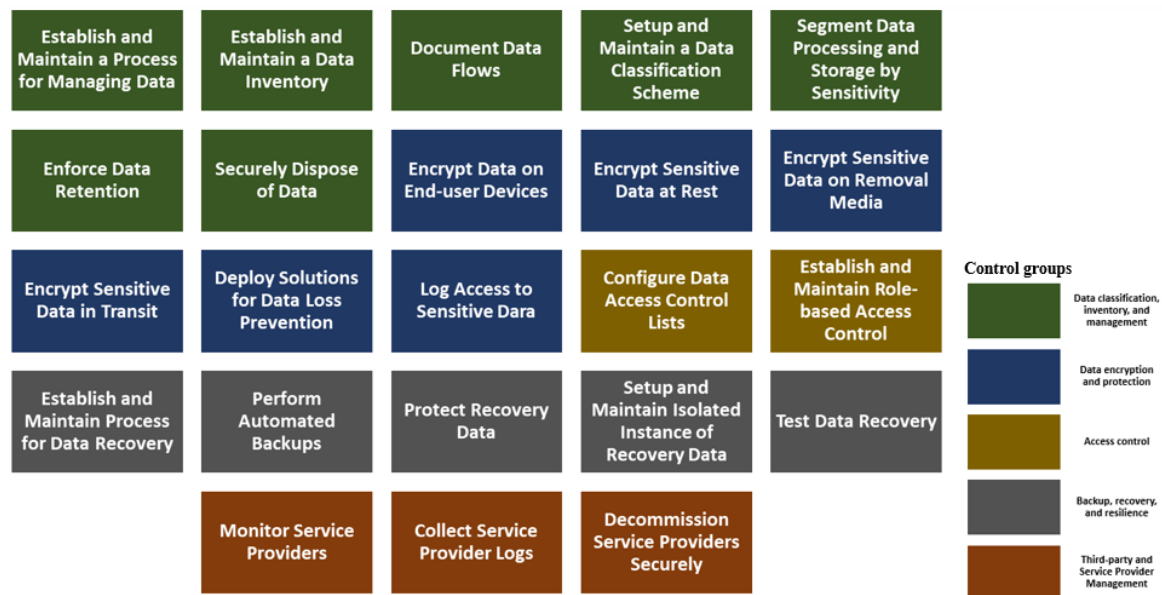 Establish and
Maintain a Process
for Managing Data
Establish and
Maintain a Data
Inventory
Document Data
Flows
Setup and
Maintain a Data
Classification
Scheme
Segment Data
Processing and
Storage by
Sensitivity
Enforce Data
Retention
Securely Dispose
of Data
Encrypt Data on
End-user Devices
Encrypt Sensitive
Data at Rest
Encrypt Sensitive
Data on Removal
Media
Encrypt Sensitive
Data in Transit
Deploy Solutions
for Data Loss
Prevention
Log Access to
Sensitive Dara
Configure Data
Access Control
Lists
Establish and
Maintain Role-
based Access
Control
Establish and
Maintain Process
for Data Recovery
Perform
Automated
Backups
Protect Recovery
Data
Setup and
Maintain Isolated
Instance of
Recovery Data
Test Data Recovery
Monitor Service
Providers
Collect Service
Provider Logs
Decommission
Service Providers
Securely
Control groups
Data classification,
inventory, and
management
Data encryption
and protection
Access control
Backup, recovery,
and resilience
Third-party and
Service Provider
Management